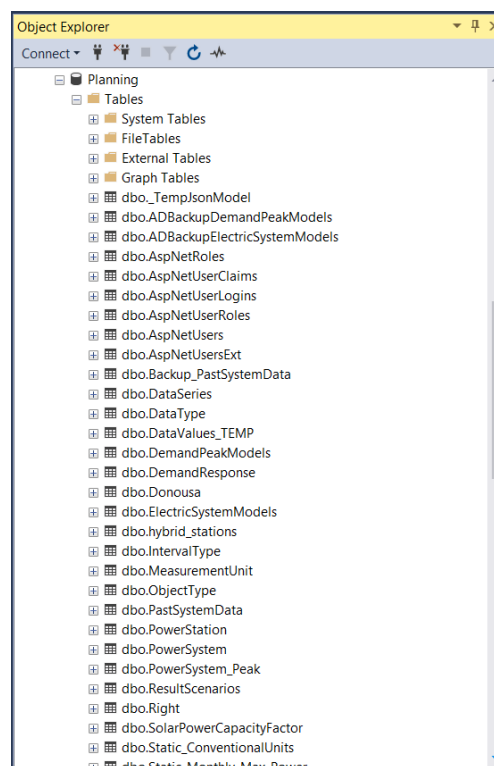 Object Explorer
Connect
Planning
Tables
System Tables
FileTables
External Tables
Graph Tables
dbo._TempJsonModel
dbo.ADBackupDemandPeakModels
dbo.ADBackupElectricSystemModels
dbo.AspNetRoles
dbo.AspNetUserClaims
dbo.AspNetUserLogins
dbo.AspNetUserRoles
dbo.AspNetUsers
dbo.AspNetUsersExt
dbo.Backup_PastSystemData
dbo.DataSeries
dbo.DataType
dbo.DataValues_TEMP
dbo.DemandPeakModels
dbo.DemandResponse
dbo.Donousa
dbo.ElectricSystemModels
dbo.hybrid_stations
dbo.IntervalType
dbo.MeasurementUnit
dbo.ObjectType
dbo.PastSystemData
dbo.PowerStation
dbo.PowerSystem
dbo.PowerSystem_Peak
dbo.ResultScenarios
dbo.Right
dbo.SolarPowerCapacityFactor
dbo.Static_ConventionalUnits
dbo.Static_Monthly_Max_Power